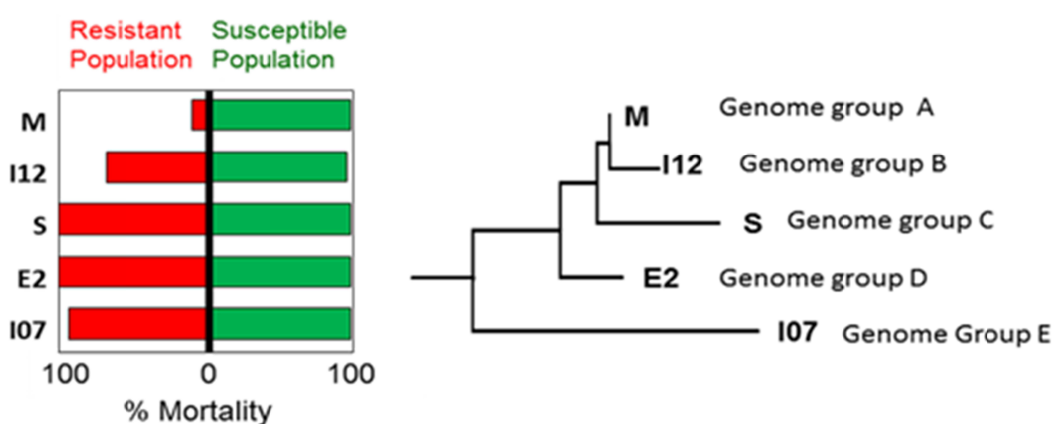 Resistant Population
Susceptible Population
M
I12
S
E2
I07
100 0 100
% Mortality
M Genome group A
I12 Genome group B
S Genome group C
E2 Genome group D
I07 Genome Group E